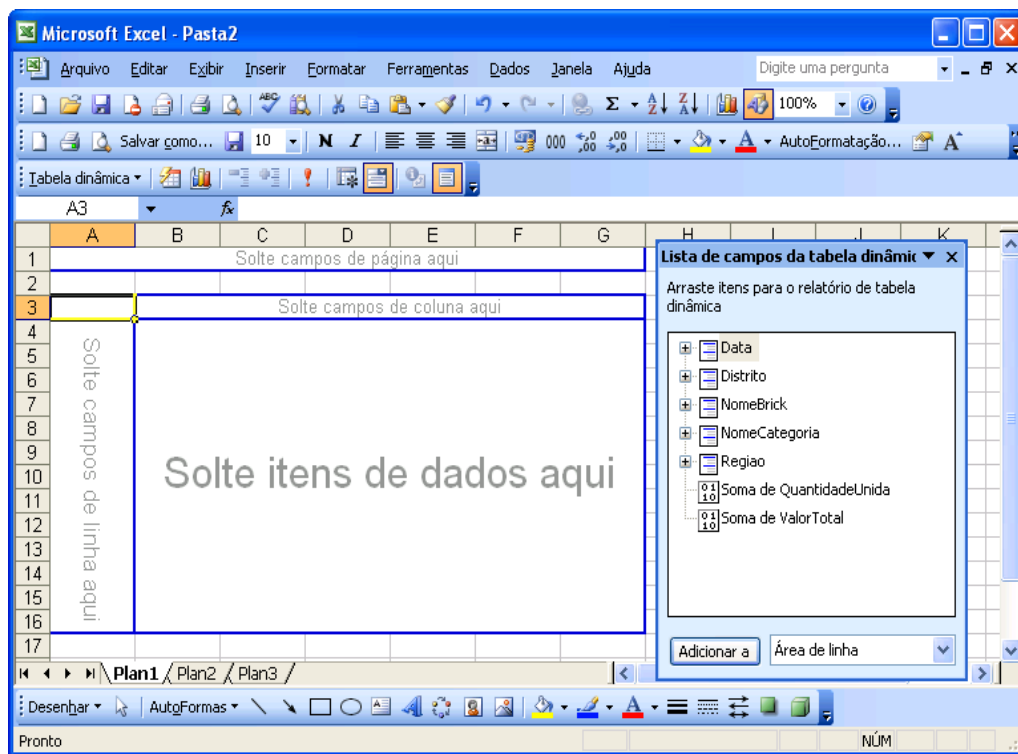 Microsoft Excel - Pasta2
Arquivo Editar Exibir Inserir Formatar Ferramentas Dados Janela Ajuda Digite uma pergunta
ABC Σ A Z Z A 100% ?
Salvar como... 10 N I 000 AutoFormatação... A
Tabela dinâmica
A3 fx
A B C D E F G H I J K
1 Solte campos de página aqui
2
3 Solte campos de coluna aqui
4
5
6
7
8
9
10
11
12
13
14
15
16
17
Solte campos de linha aqui
Solte itens de dados aqui
Lista de campos da tabela dinâmic
Arraste itens para o relatório de tabela
dinâmica
Data
Distrito
NomeBrick
NomeCategoria
Regiao
Soma de QuantidadeUnida
Soma de ValorTotal
Adicionar a Área de linha
Plan1 Plan2 Plan3
Desenhar AutoFormas A
Pronto NÚM